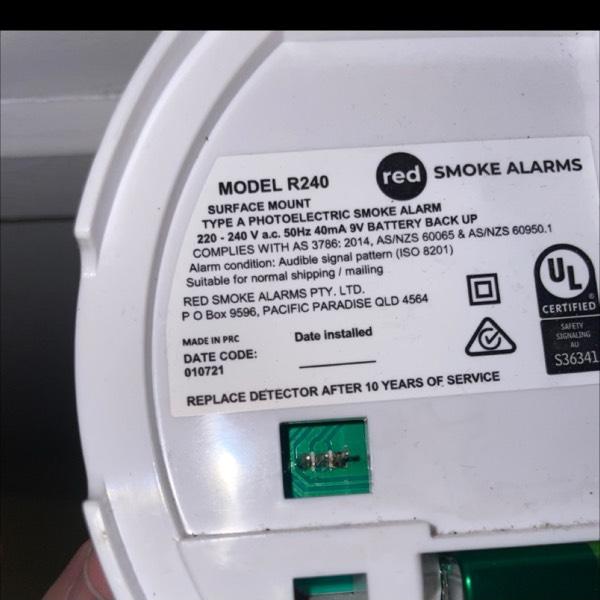 MODEL R240
red SMOKE ALARMS
SURFACE MOUNT
TYPE A PHOTOELECTRIC SMOKE ALARM
220 - 240 V a.c. 50Hz 40mA 9V BATTERY BACK UP
COMPLIES WITH AS 3786: 2014, AS/NZS 60065 & AS/NZS 60950.1
Alarm condition: Audible signal pattern (ISO 8201)
Suitable for normal shipping / mailing
RED SMOKE ALARMS PTY. LTD.
P O Box 9596, PACIFIC PARADISE QLD 4564
MADE IN PRC
Date installed
DATE CODE:
010721
REPLACE DETECTOR AFTER 10 YEARS OF SERVICE
UL
CERTIFIED
SAFETY
SIGNALING
AU
S36341